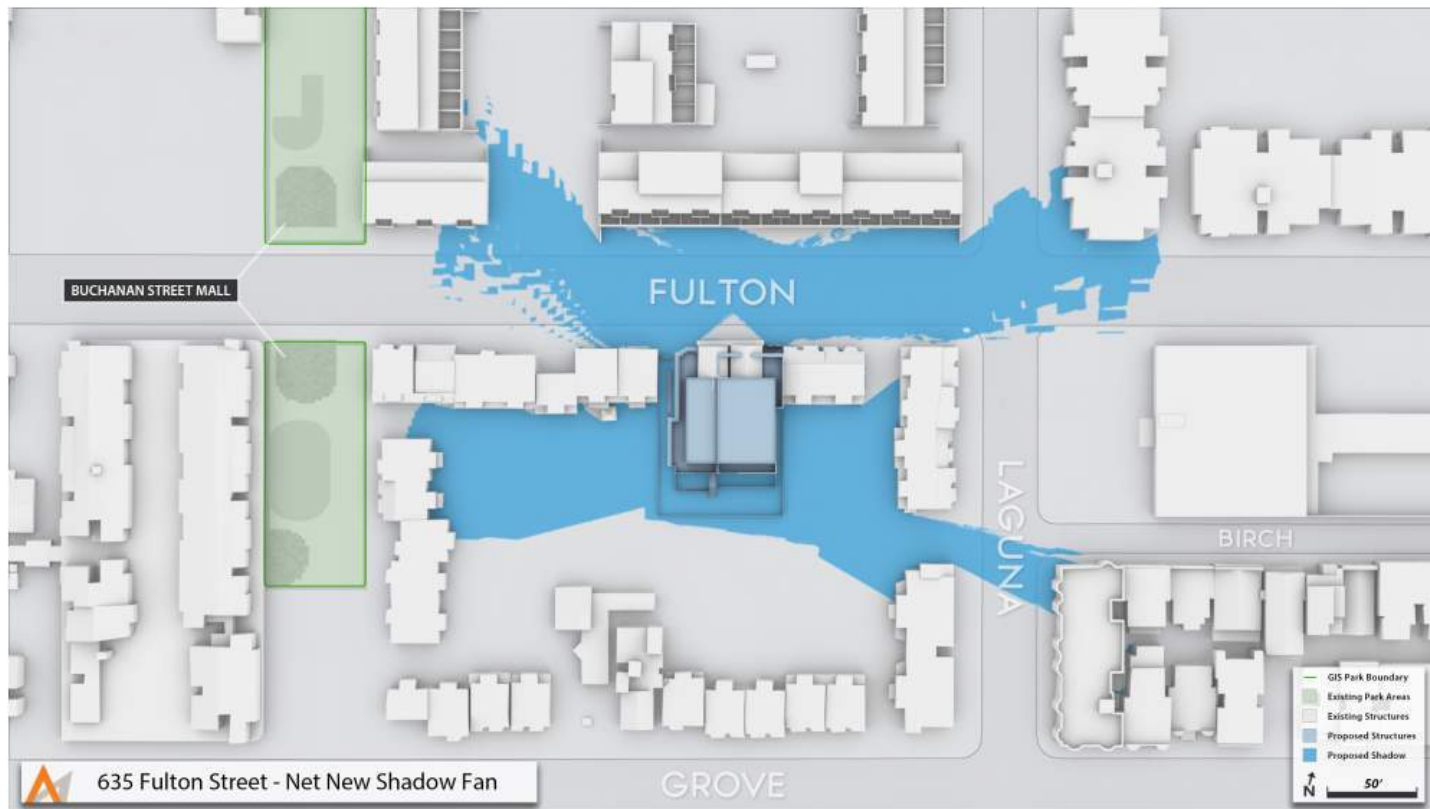 BUCHANAN STREET MALL
FULTON
LAGUNA
BIRCH
GIS Park Boundary
Existing Park Areas
Existing Structures
Proposed Structures
Proposed Shadow
N
50'
635 Fulton Street - Net New Shadow Fan
GROVE